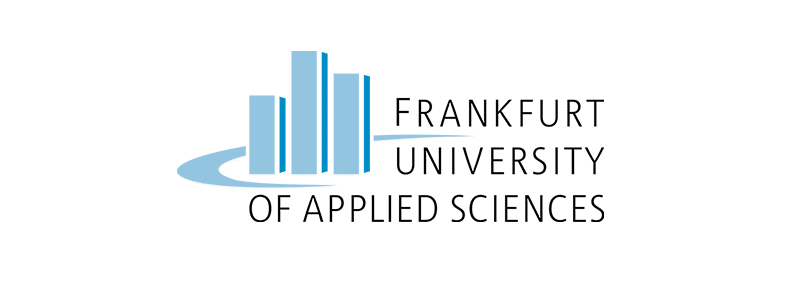 FRANKFURT
UNIVERSITY
OF APPLIED SCIENCES